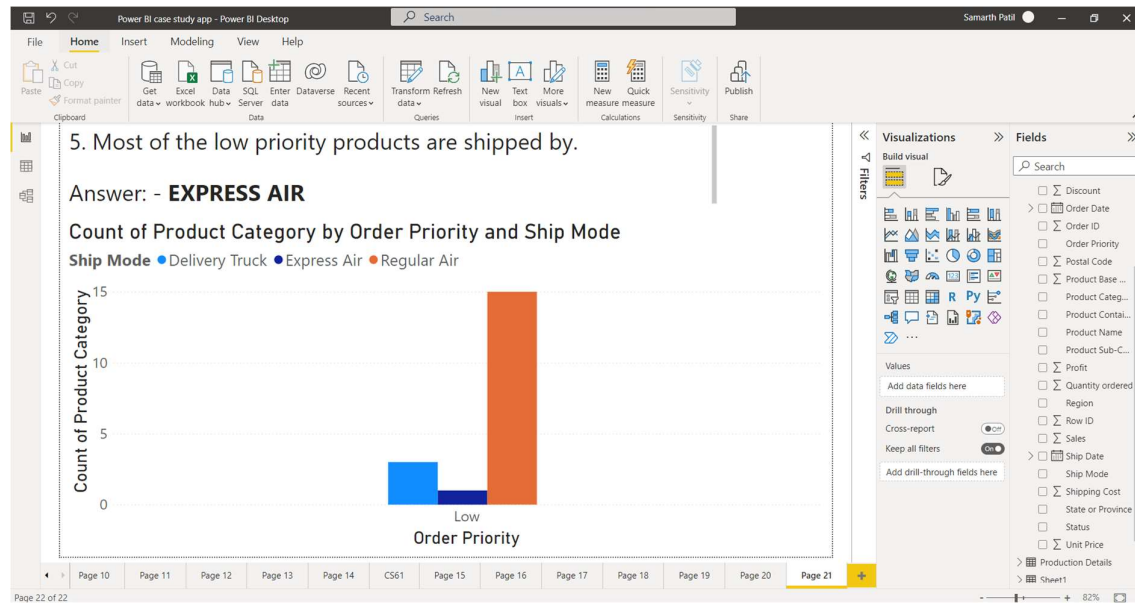 Power BI case study app - Power BI Desktop
Search
Samarth Patil
File Home Insert Modeling View Help
Paste
Cut
Copy
Format painter
Get data
Excel workbook
Data hub
SQL Server
Enter data
Dataverse
Recent sources
Transform data
Refresh
New visual
Text box
More visuals
New measure
Quick measure
Sensitivity
Publish
Clipboard
Data
Queries
Insert
Calculations
Sensitivity
Share
5. Most of the low priority products are shipped by.
Answer: - EXPRESS AIR
Count of Product Category by Order Priority and Ship Mode
Ship Mode Delivery Truck Express Air Regular Air
Count of Product Category
15
10
5
0
Low
Order Priority
Filters
Visualizations
Build visual
R Py
...
Values
Add data fields here
Drill through
Cross-report Off
Keep all filters On
Add drill-through fields here
Fields
Search
Discount
Order Date
Order ID
Order Priority
Postal Code
Product Base ...
Product Categ...
Product Contai...
Product Name
Product Sub-C...
Profit
Quantity ordered
Region
Row ID
Sales
Ship Date
Ship Mode
Shipping Cost
State or Province
Status
Unit Price
Production Details
Sheet1
Page 10 Page 11 Page 12 Page 13 Page 14 CS61 Page 15 Page 16 Page 17 Page 18 Page 19 Page 20 Page 21
Page 22 of 22
82%